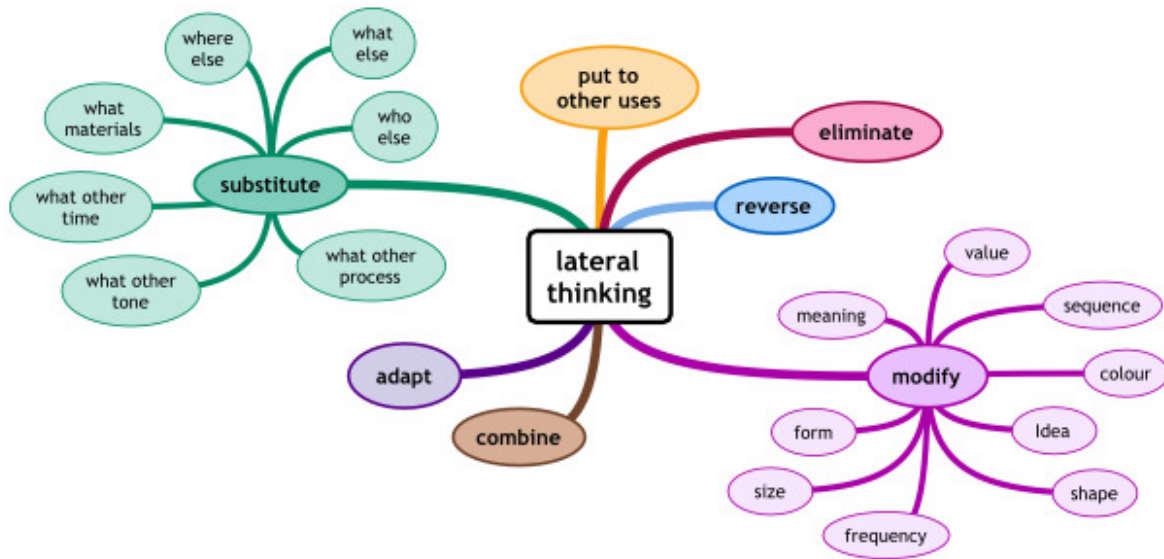 where
else
what
else
what
materials
who
else
substitute
what other
time
what other
tone
what other
process
put to
other uses
eliminate
reverse
lateral
thinking
adapt
combine
modify
value
meaning
sequence
colour
form
Idea
size
shape
frequency